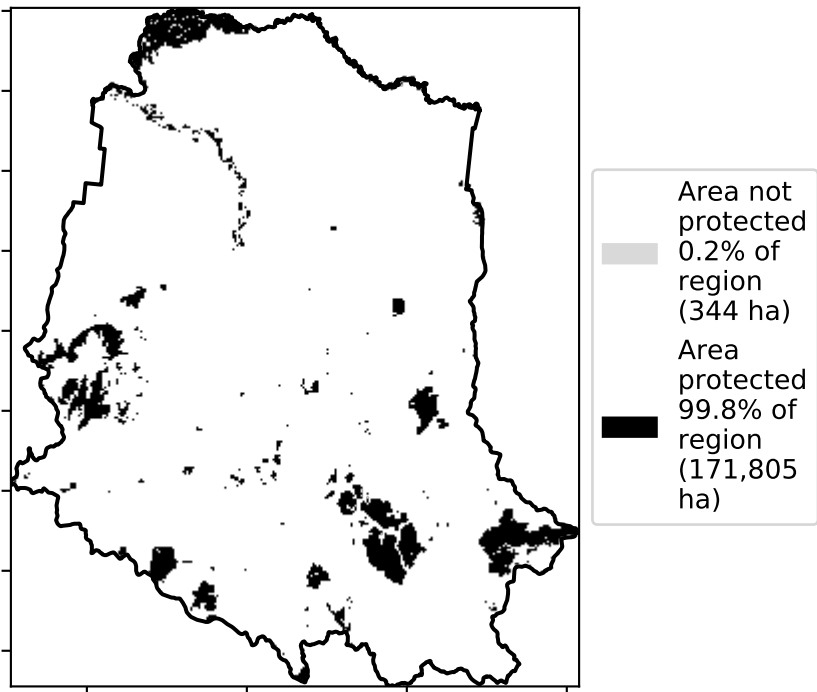 Area not
protected
0.2% of
region
(344 ha)
Area
protected
99.8% of
region
(171,805
ha)